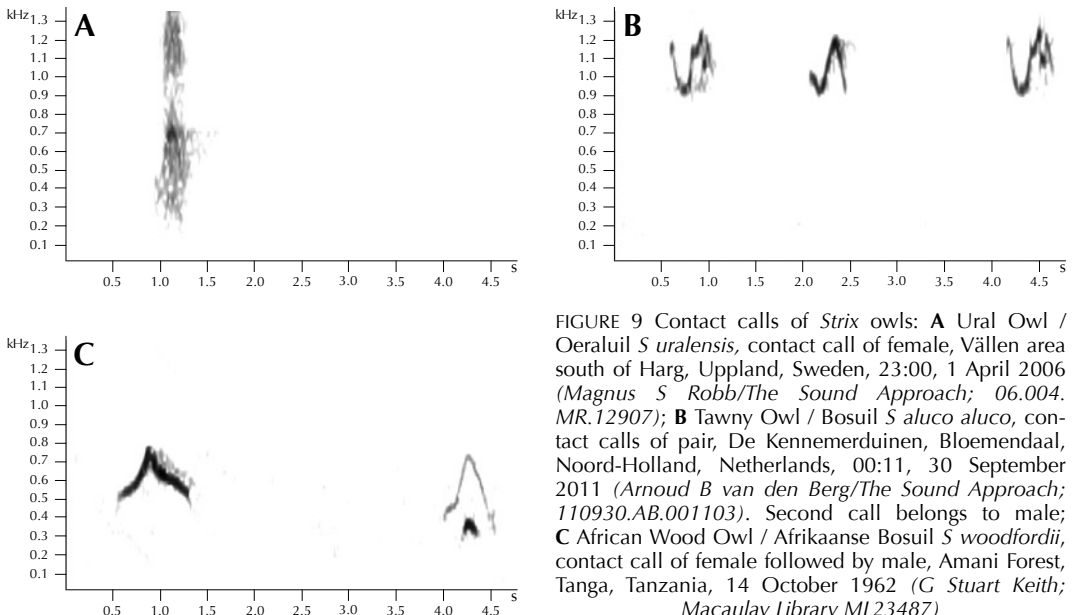 kHz 1.3
A
1.2
1.1
1.0
0.9
0.8
0.7
0.6
0.5
0.4
0.3
0.2
0.1
s
0.5 1.0 1.5 2.0 2.5 3.0 3.5 4.0 4.5
kHz 1.3
B
1.2
1.1
1.0
0.9
0.8
0.7
0.6
0.5
0.4
0.3
0.2
0.1
s
0.5 1.0 1.5 2.0 2.5 3.0 3.5 4.0 4.5
kHz 1.3
C
1.2
1.1
1.0
0.9
0.8
0.7
0.6
0.5
0.4
0.3
0.2
0.1
s
0.5 1.0 1.5 2.0 2.5 3.0 3.5 4.0 4.5
FIGURE 9 Contact calls of Strix owls: A Ural Owl /
Oeraluil S uralensis, contact call of female, Vällen area
south of Harg, Uppland, Sweden, 23:00, 1 April 2006
(Magnus S Robb/The Sound Approach; 06.004.
MR.12907); B Tawny Owl / Bosuil S aluco aluco, con-
tact calls of pair, De Kennemerduinen, Bloemendaal,
Noord-Holland, Netherlands, 00:11, 30 September
2011 (Arnoud B van den Berg/The Sound Approach;
110930.AB.001103). Second call belongs to male;
C African Wood Owl / Afrikaanse Bosuil S woodfordii,
contact call of female followed by male, Amani Forest,
Tanga, Tanzania, 14 October 1962 (G Stuart Keith;
Macaulay Library ML23487)